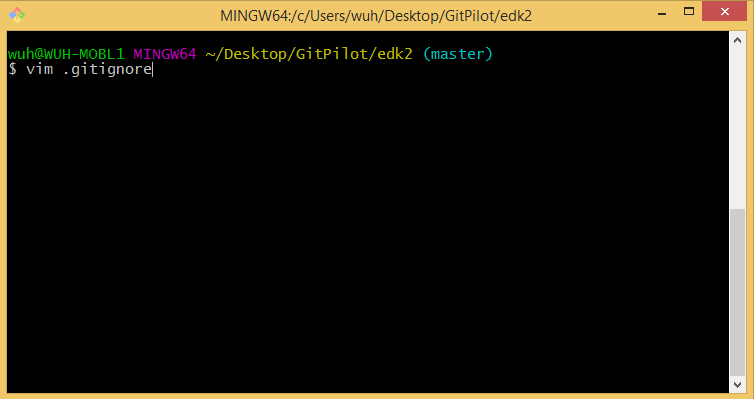 MINGW64:/c/Users/wuh/Desktop/GitPilot/edk2
wuh@WUH-MOBL1 MINGW64 ~/Desktop/GitPilot/edk2 (master)
$ vim .gitignore